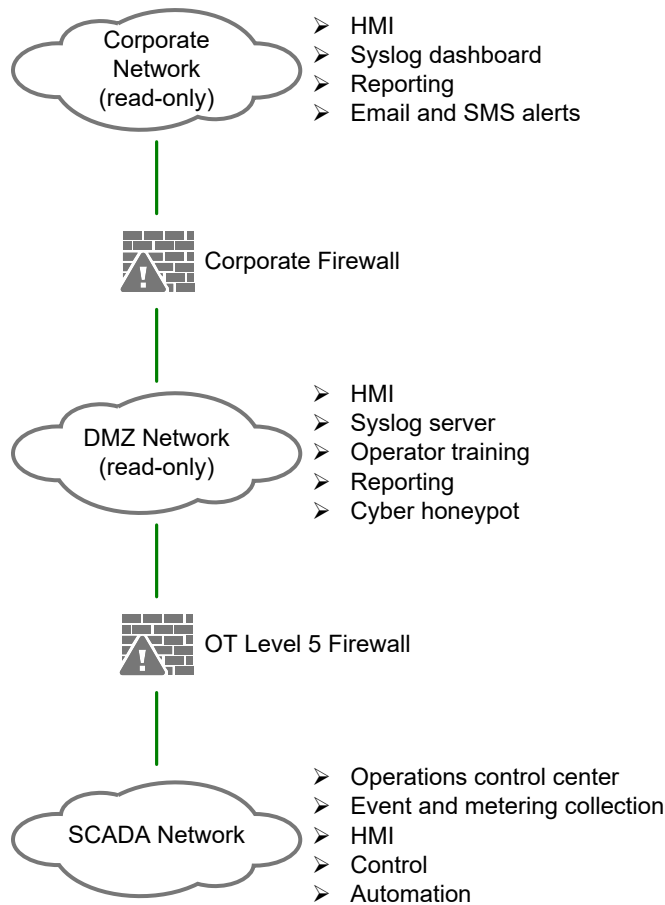 Corporate
Network
(read-only)
➢ HMI
➢ Syslog dashboard
➢ Reporting
➢ Email and SMS alerts
Corporate Firewall
DMZ Network
(read-only)
➢ HMI
➢ Syslog server
➢ Operator training
➢ Reporting
➢ Cyber honeypot
OT Level 5 Firewall
SCADA Network
➢ Operations control center
➢ Event and metering collection
➢ HMI
➢ Control
➢ Automation